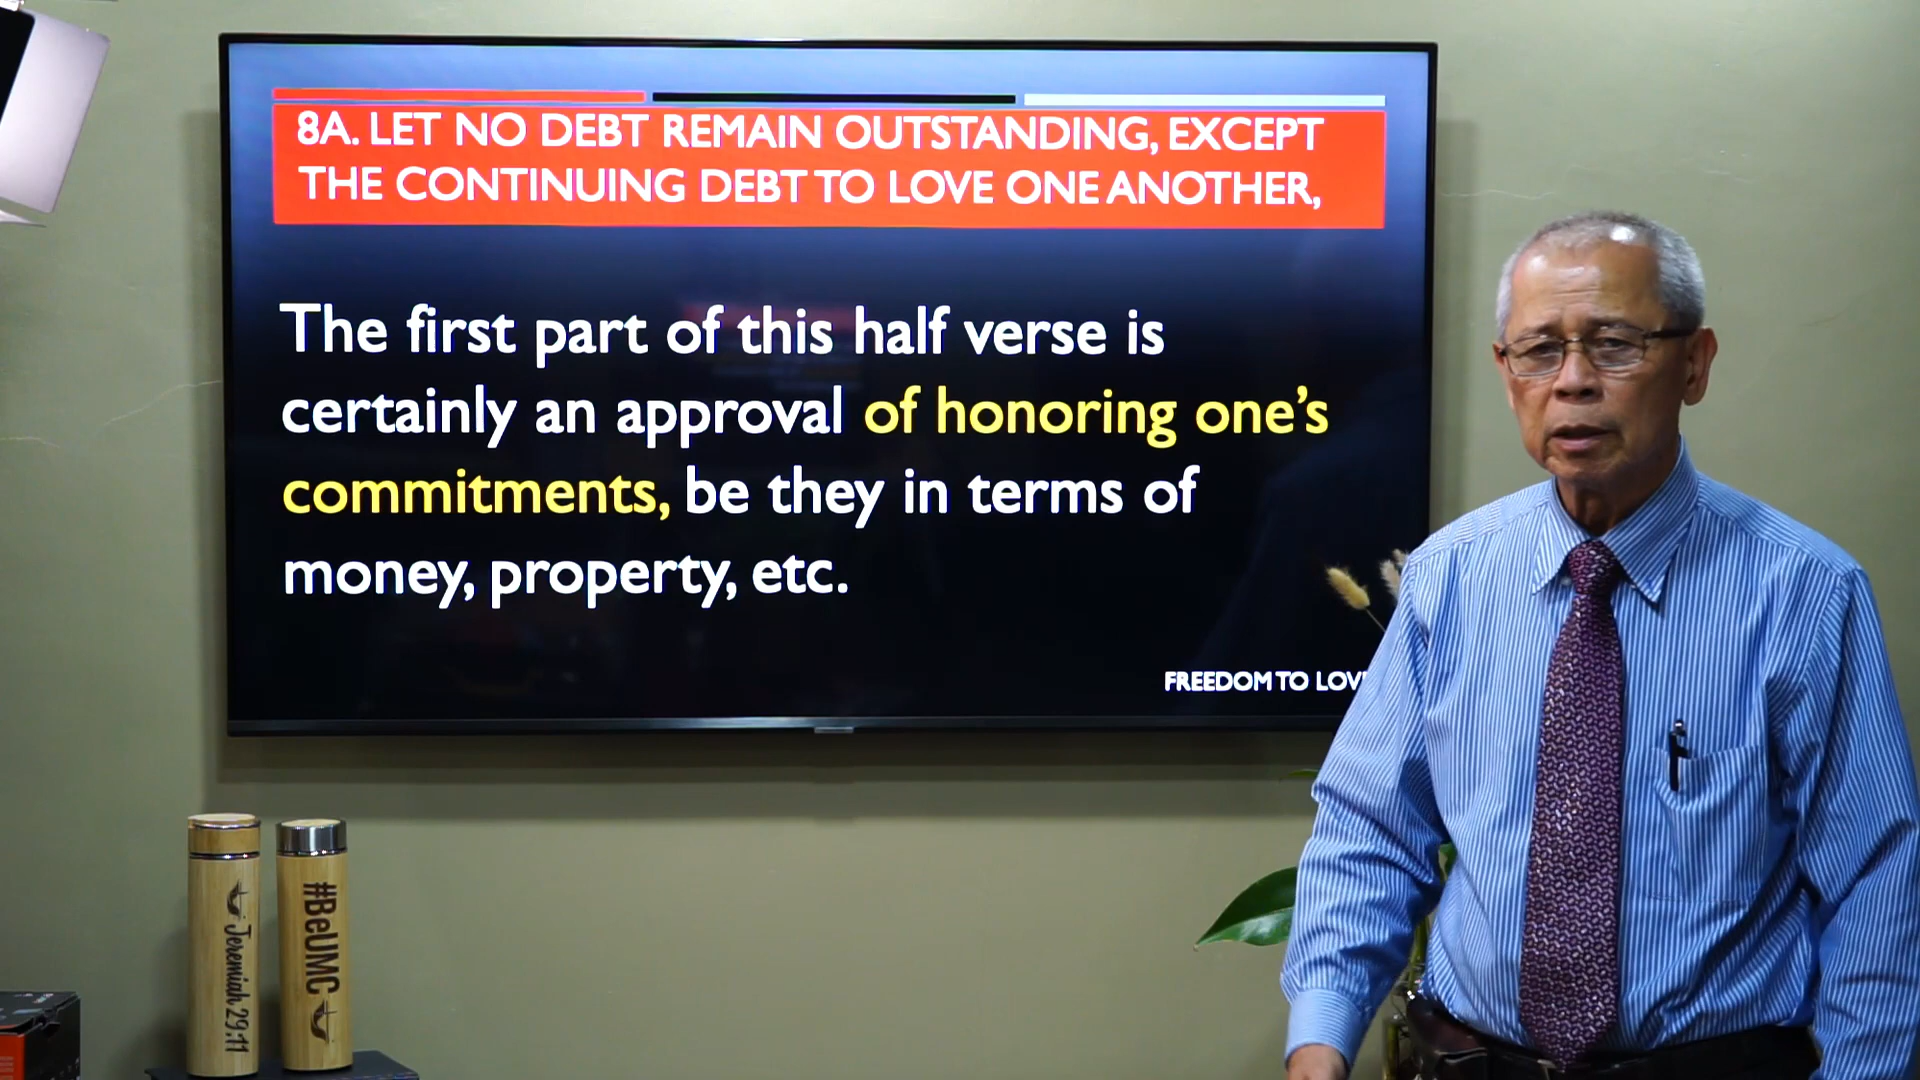 8A. LET NO DEBT REMAIN OUTSTANDING, EXCEPT
THE CONTINUING DEBT TO LOVE ONE ANOTHER,
The first part of this half verse is
certainly an approval of honoring one's
commitments, be they in terms of
money, property, etc.
FREEDOM TO LOV
Jeremiah 29:11
#BeUMC